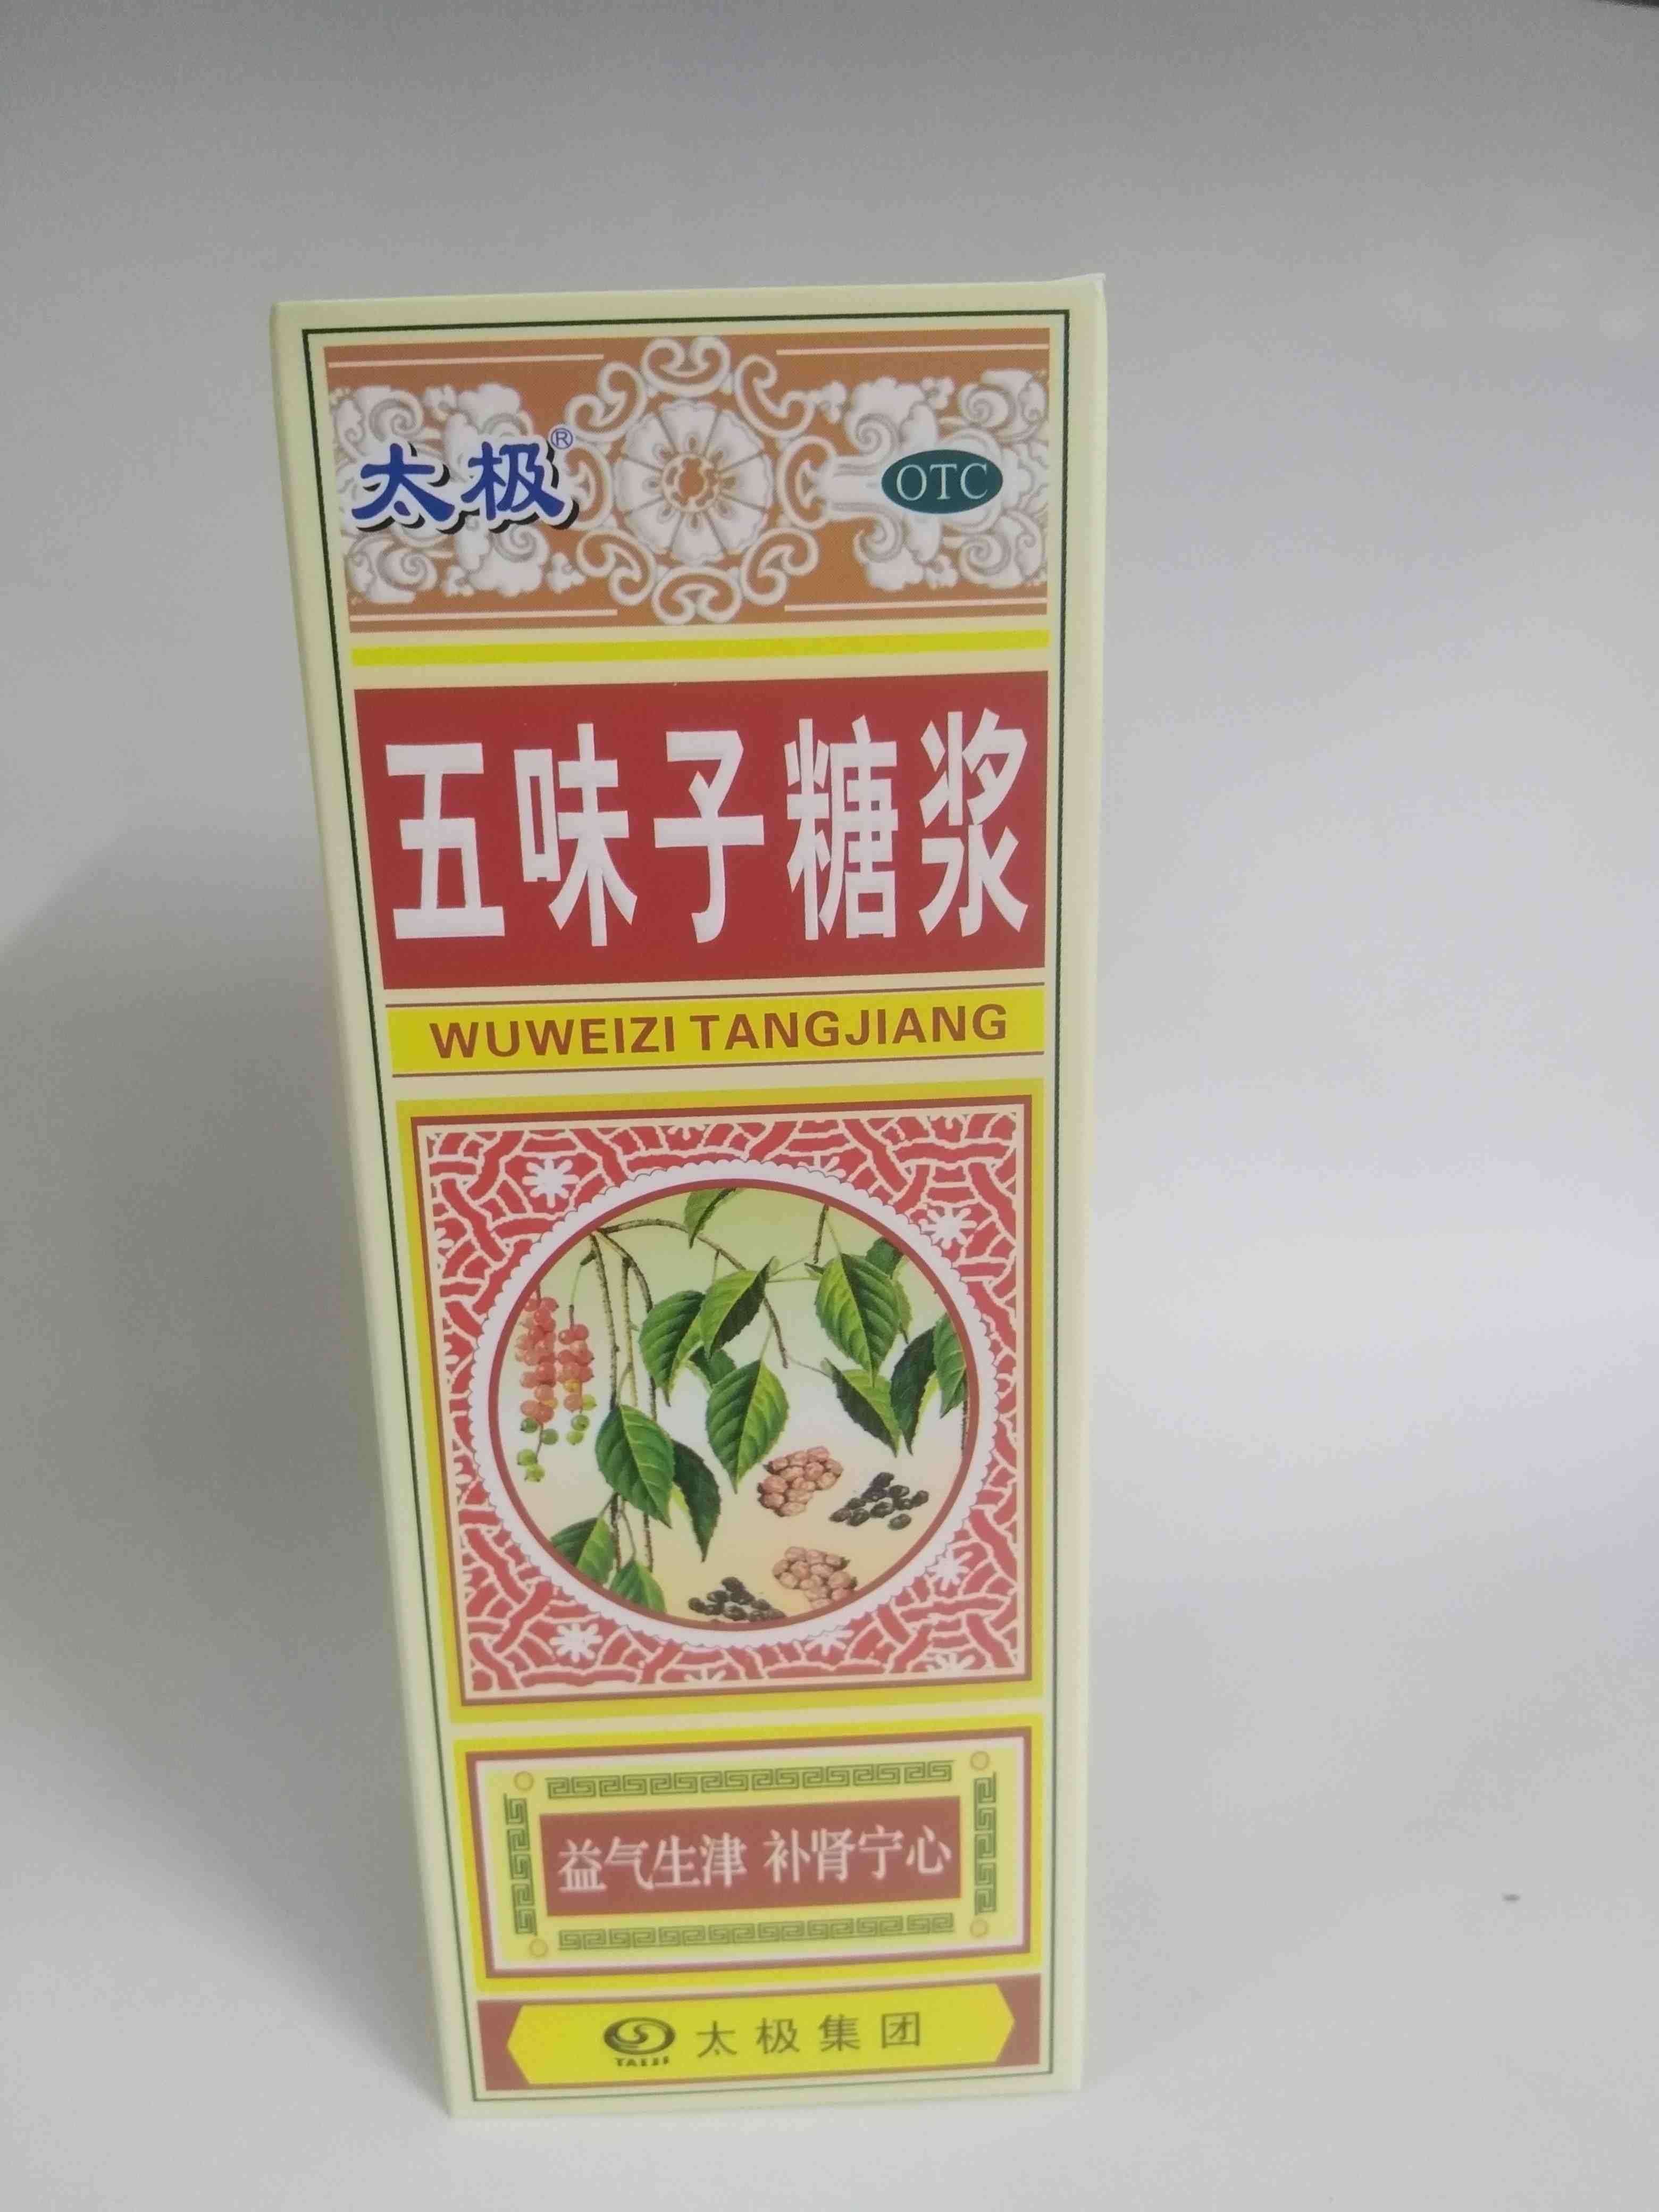 太极®
OTC
五味子糖浆
WUWEIZI TANGJIANG
益气生津 补肾宁心
TAIJI 太极集团